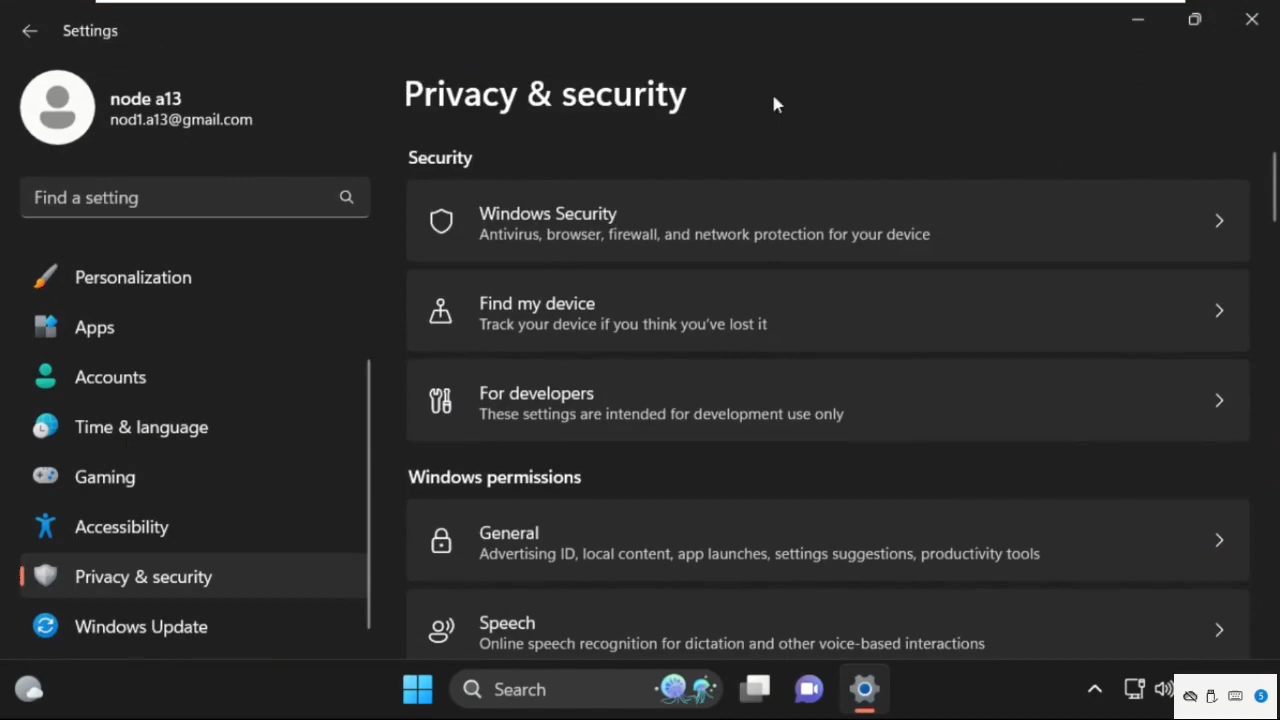 Settings
node a13
nod1.a13@gmail.com
Find a setting
Personalization
Apps
Accounts
Time & language
Gaming
Accessibility
Privacy & security
Windows Update
Privacy & security
Security
Windows Security
Antivirus, browser, firewall, and network protection for your device
Find my device
Track your device if you think you've lost it
For developers
These settings are intended for development use only
Windows permissions
General
Advertising ID, local content, app launches, settings suggestions, productivity tools
Speech
Online speech recognition for dictation and other voice-based interactions
Search
5